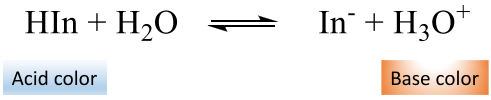 HIn + H₂O ⇌ In⁻ + H₃O⁺
Acid color Base color